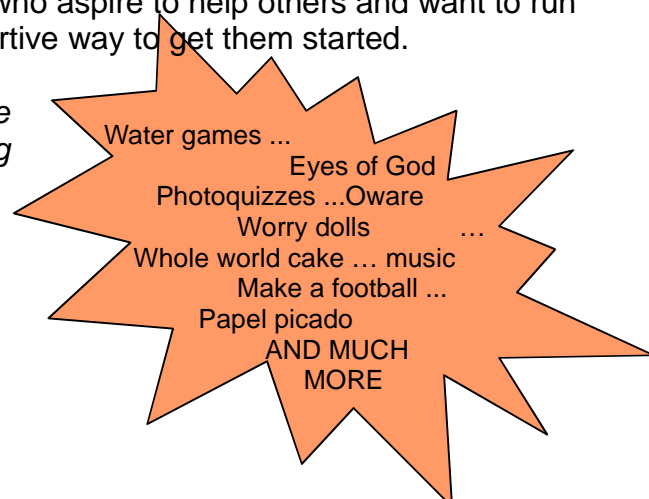 who aspire to help others and want to run
rtive way to get them started.
e
g
Water games ...
Eyes of God
Photoquizzes ...Oware
Worry dolls …
Whole world cake … music
Make a football ...
Papel picado
AND MUCH
MORE